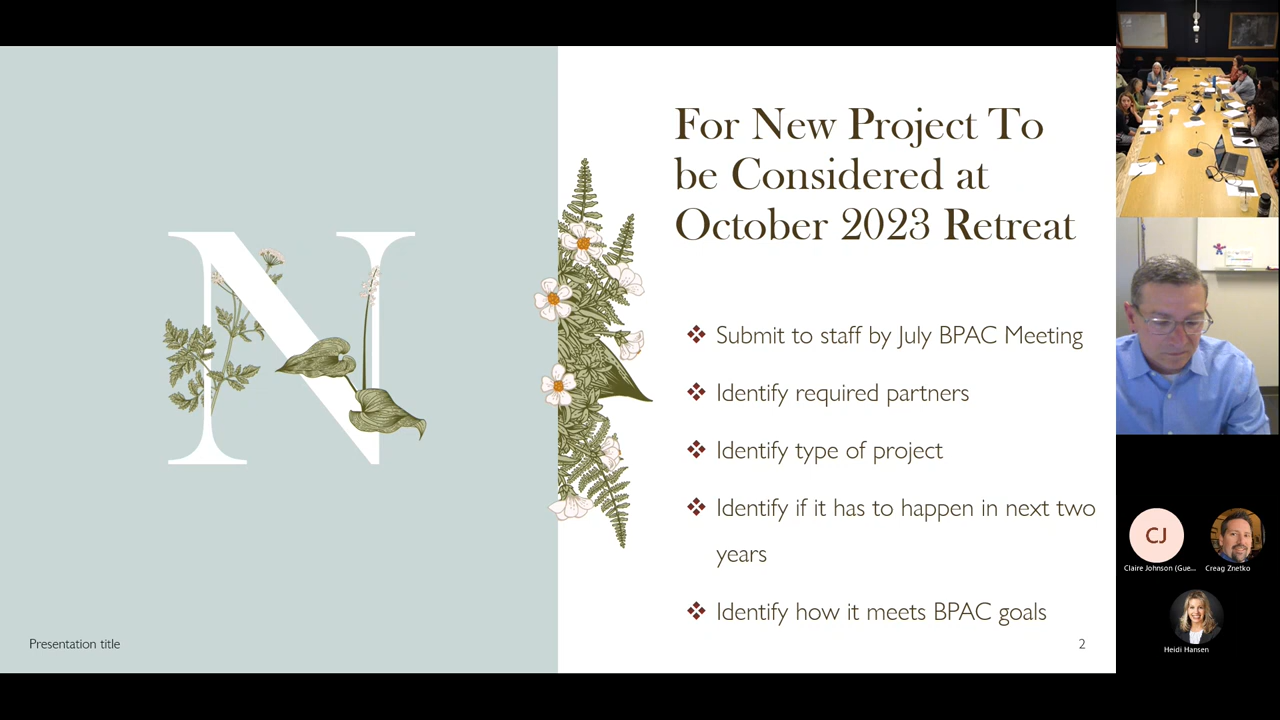 N
For New Project To
be Considered at
October 2023 Retreat
Submit to staff by July BPAC Meeting
Identify required partners
Identify type of project
Identify if it has to happen in next two
years
Identify how it meets BPAC goals
Presentation title
2
CJ
Claire Johnson (Gue...
Creag Znetko
Heidi Hansen